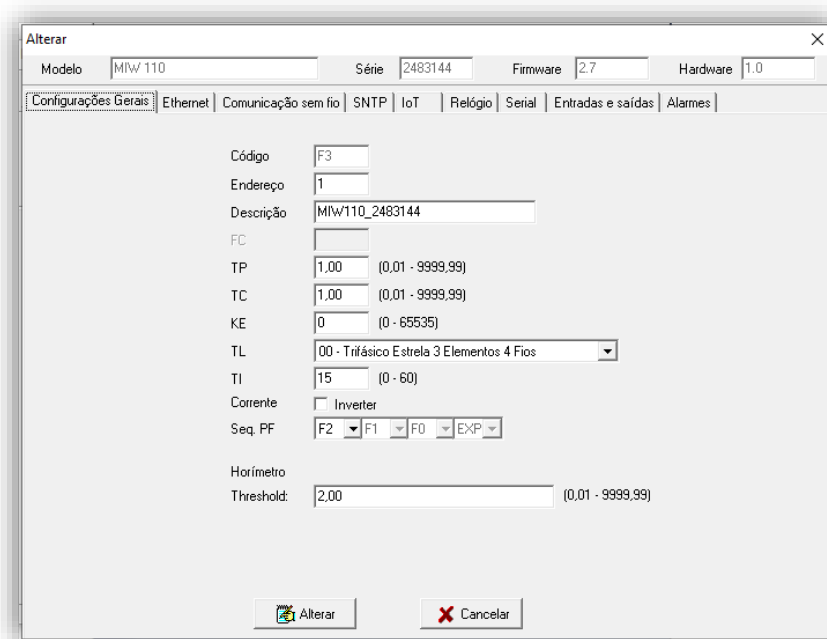 Alterar
Modelo MIW 110 Série 2483144 Firmware 2.7 Hardware 1.0
Configurações Gerais Ethernet Comunicação sem fio SNTP IoT Relógio Serial Entradas e saídas Alarmes
Código F3
Endereço 1
Descrição MIW110_2483144
FC
TP 1,00 (0,01 - 9999,99)
TC 1,00 (0,01 - 9999,99)
KE 0 (0 - 65535)
TL 00 - Trifásico Estrela 3 Elementos 4 Fios
TI 15 (0 - 60)
Corrente Inverter
Seq. PF F2 F1 F0 EXP
Horímetro
Threshold: 2,00 (0,01 - 9999,99)
Alterar Cancelar